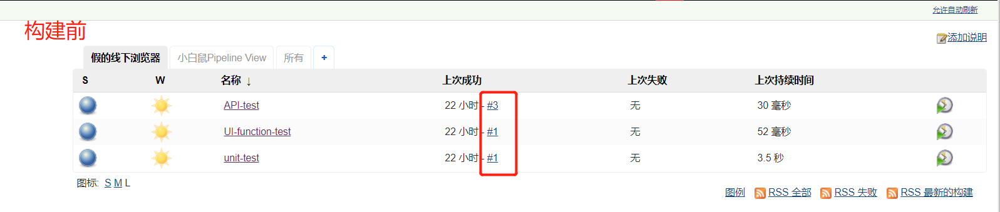 允许自动刷新
构建前
添加说明
假的线下浏览器 小白鼠Pipeline View 所有 +
S W 名称 ↓ 上次成功 上次失败 上次持续时间
API-test 22 小时 - #3 无 30 毫秒
UI-function-test 22 小时 - #1 无 52 毫秒
unit-test 22 小时 - #1 无 3.5 秒
图标: S M L
图例 RSS 全部 RSS 失败 RSS 最新的构建